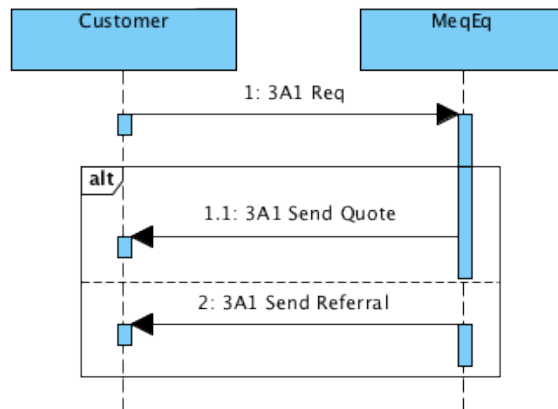 Customer
MeqEq
1: 3A1 Req
alt
1.1: 3A1 Send Quote
2: 3A1 Send Referral